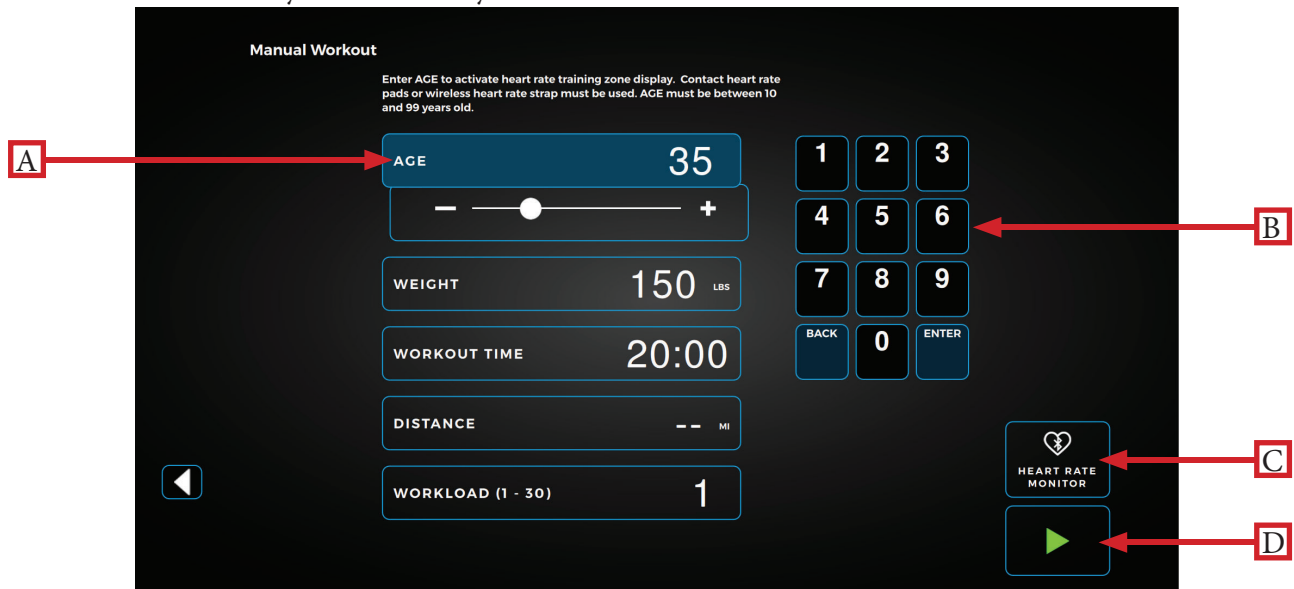 Manual Workout
Enter AGE to activate heart rate training zone display. Contact heart rate
pads or wireless heart rate strap must be used. AGE must be between 10
and 99 years old.
A
AGE 35
− +
WEIGHT 150 LBS
WORKOUT TIME 20:00
DISTANCE -- MI
WORKLOAD (1 - 30) 1
1 2 3
4 5 6
7 8 9
BACK 0 ENTER
B
HEART RATE
MONITOR
C
D